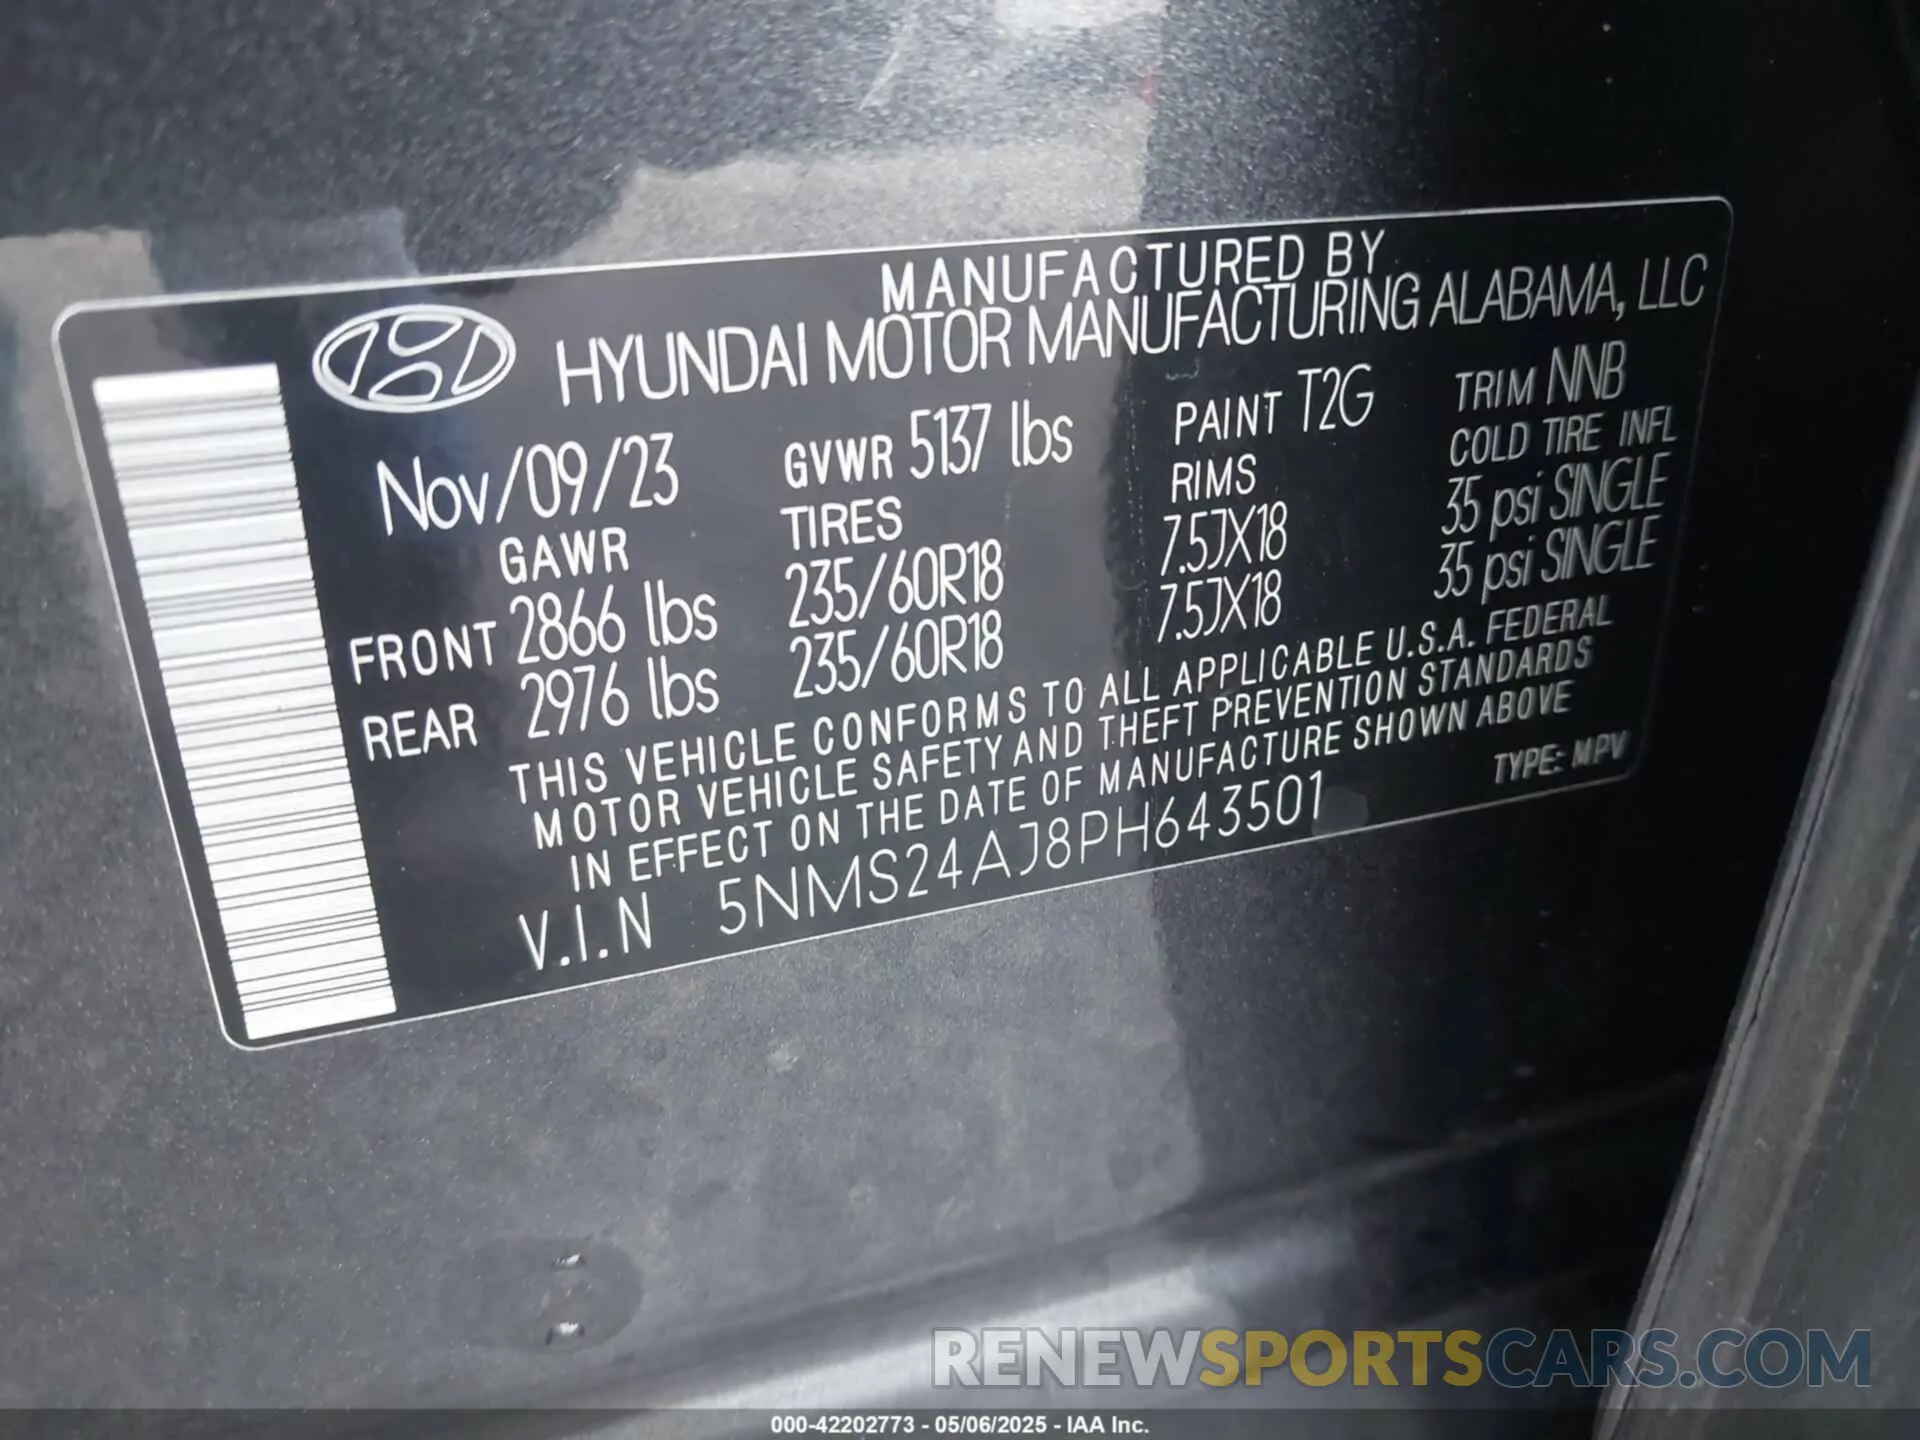 MANUFACTURED BY
HYUNDAI MOTOR MANUFACTURING ALABAMA, LLC
Nov/09/23 GVWR 5137 lbs PAINT T2G TRIM NNB
GAWR TIRES RIMS COLD TIRE INFL
FRONT 2866 lbs 235/60R18 7.5JX18 35 psi SINGLE
REAR 2976 lbs 235/60R18 7.5JX18 35 psi SINGLE
THIS VEHICLE CONFORMS TO ALL APPLICABLE U.S.A. FEDERAL
MOTOR VEHICLE SAFETY AND THEFT PREVENTION STANDARDS
IN EFFECT ON THE DATE OF MANUFACTURE SHOWN ABOVE
V.I.N 5NMS24AJ8PH643501 TYPE: MPV
RENEWSPORTSCARS.COM
000-42202773 - 05/06/2025 - IAA Inc.